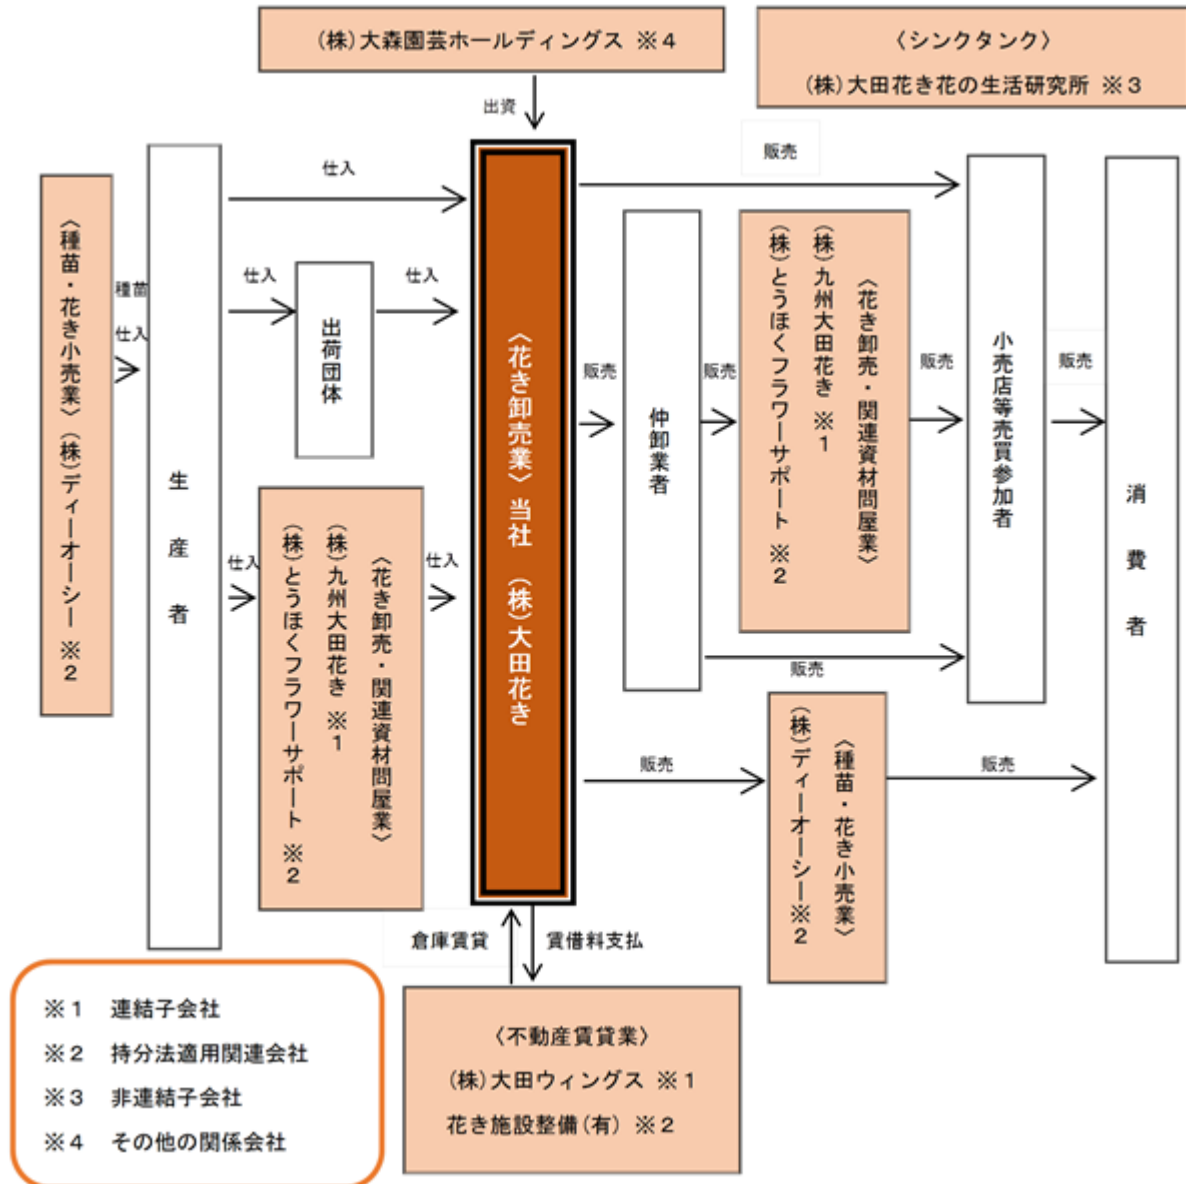 (株)大森園芸ホールディングス ※4
〈シンクタンク〉
(株)大田花き花の生活研究所 ※3
出資
〈種苗・花き小売業〉(株)ディーオーシー ※2
種苗
仕入
生産者
仕入
仕入
出荷団体
仕入
仕入
〈花き卸売・関連資材問屋業〉
(株)九州大田花き ※1
(株)とうほくフラワーサポート ※2
仕入
〈花き卸売業〉当社 (株)大田花き
販売
販売
仲卸業者
販売
〈花き卸売・関連資材問屋業〉
(株)九州大田花き ※1
(株)とうほくフラワーサポート ※2
販売
販売
小売店等売買参加者
販売
消費者
販売
〈種苗・花き小売業〉
(株)ディーオーシー※2
販売
倉庫賃貸
賃借料支払
〈不動産賃貸業〉
(株)大田ウィングス ※1
花き施設整備(有) ※2
※1 連結子会社
※2 持分法適用関連会社
※3 非連結子会社
※4 その他の関係会社